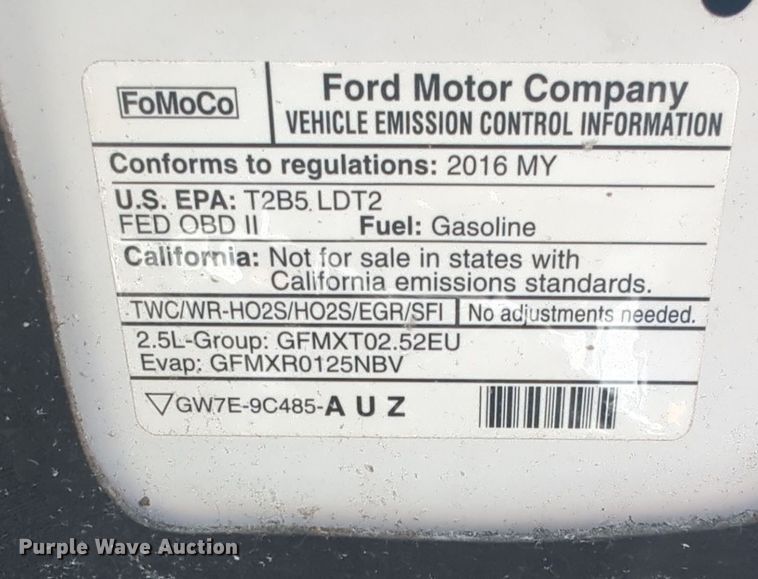 FoMoCo
Ford Motor Company
VEHICLE EMISSION CONTROL INFORMATION
Conforms to regulations: 2016 MY
U.S. EPA: T2B5, LDT2
FED OBD II Fuel: Gasoline
California: Not for sale in states with
California emissions standards.
TWC/WR-HO2S/HO2S/EGR/SFI No adjustments needed.
2.5L-Group: GFMXT02.52EU
Evap: GFMXR0125NBV
GW7E-9C485-A U Z
Purple Wave Auction